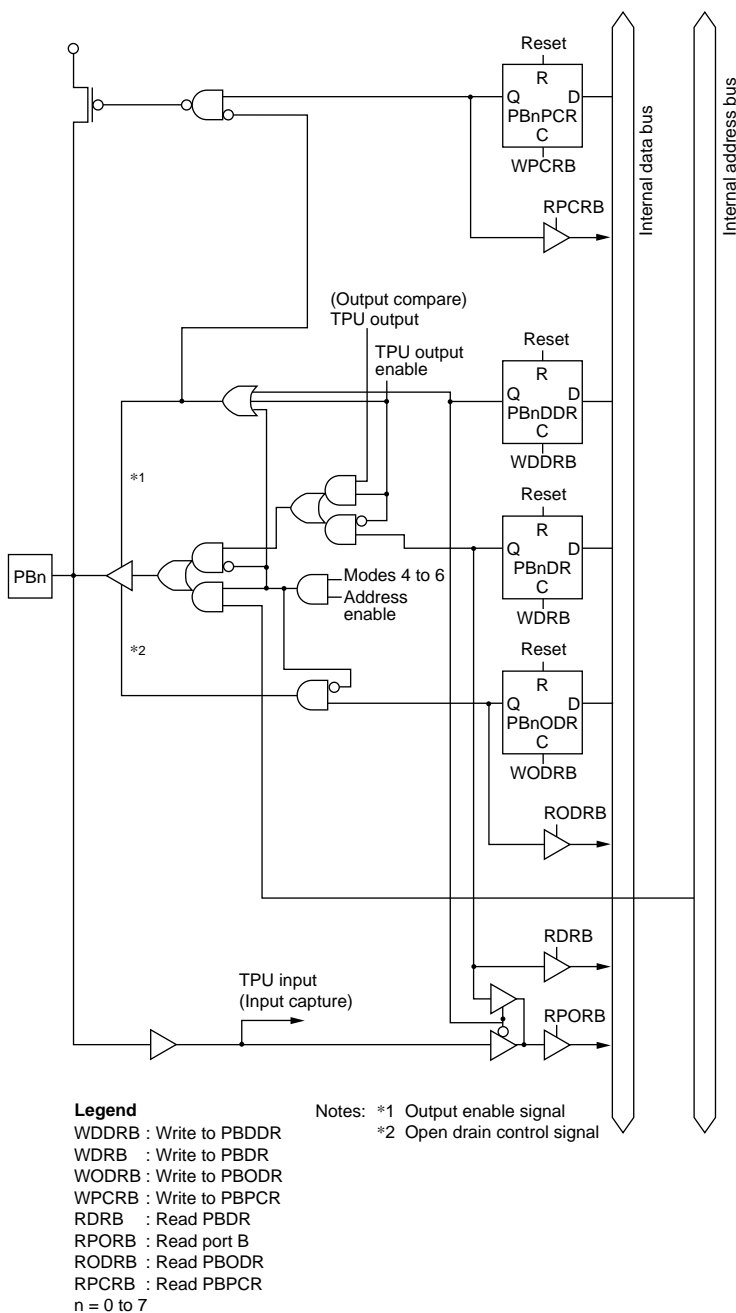 Reset
R
Q D
PBnPCR
C
WPCRB
RPCRB
Internal data bus
Internal address bus
(Output compare)
TPU output
TPU output
enable
Reset
R
Q D
PBnDDR
C
WDDRB
*1
Reset
R
Q D
PBnDR
C
WDRB
PBn
Modes 4 to 6
Address
enable
*2
Reset
R
Q D
PBnODR
C
WODRB
RODRB
RDRB
TPU input
(Input capture)
RPORB
Legend
WDDRB : Write to PBDDR
WDRB : Write to PBDR
WODRB : Write to PBODR
WPCRB : Write to PBPCR
RDRB : Read PBDR
RPORB : Read port B
RODRB : Read PBODR
RPCRB : Read PBPCR
n = 0 to 7
Notes: *1 Output enable signal
*2 Open drain control signal